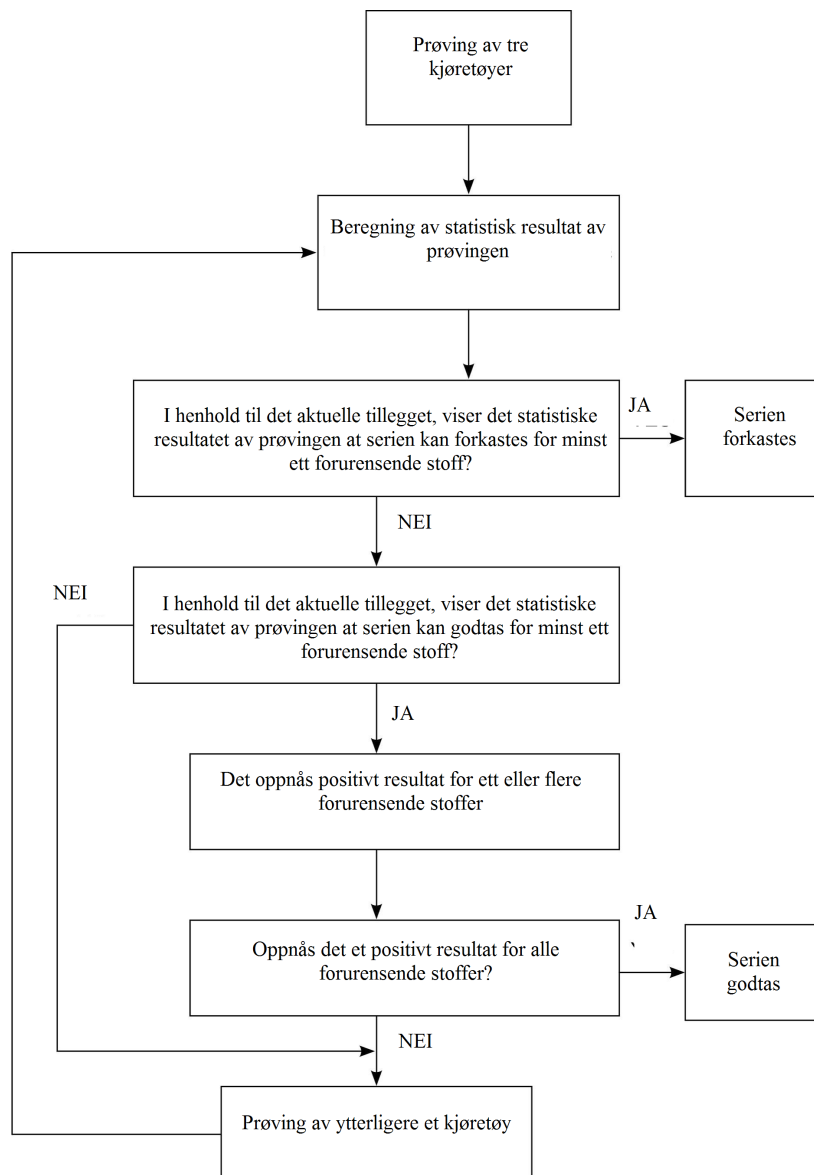 Prøving av tre
kjøretøyer
Beregning av statistisk resultat av
prøvingen
I henhold til det aktuelle tillegget, viser det statistiske
resultatet av prøvingen at serien kan forkastes for minst
ett forurensende stoff?
JA
Serien
forkastes
NEI
NEI
I henhold til det aktuelle tillegget, viser det statistiske
resultatet av prøvingen at serien kan godtas for minst ett
forurensende stoff?
JA
Det oppnås positivt resultat for ett eller flere
forurensende stoffer
Oppnås det et positivt resultat for alle
forurensende stoffer?
JA
Serien
godtas
NEI
Prøving av ytterligere et kjøretøy